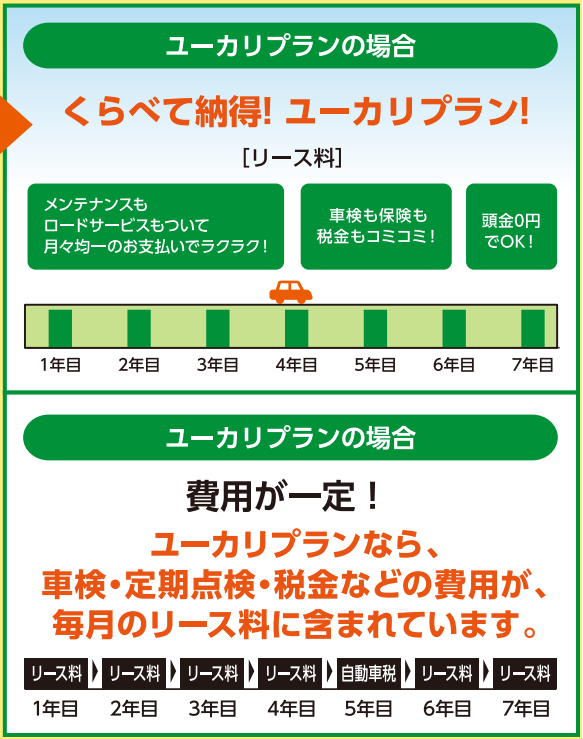 ユーカリプランの場合
くらべて納得! ユーカリプラン!
［リース料］
メンテナンスも
ロードサービスもついて
月々均一のお支払いでラクラク！
車検も保険も
税金もコミコミ！
頭金0円
でOK！
1年目 2年目 3年目 4年目 5年目 6年目 7年目
ユーカリプランの場合
費用が一定！
ユーカリプランなら、
車検・定期点検・税金などの費用が、
毎月のリース料に含まれています。
リース料 リース料 リース料 リース料 自動車税 リース料 リース料
1年目 2年目 3年目 4年目 5年目 6年目 7年目